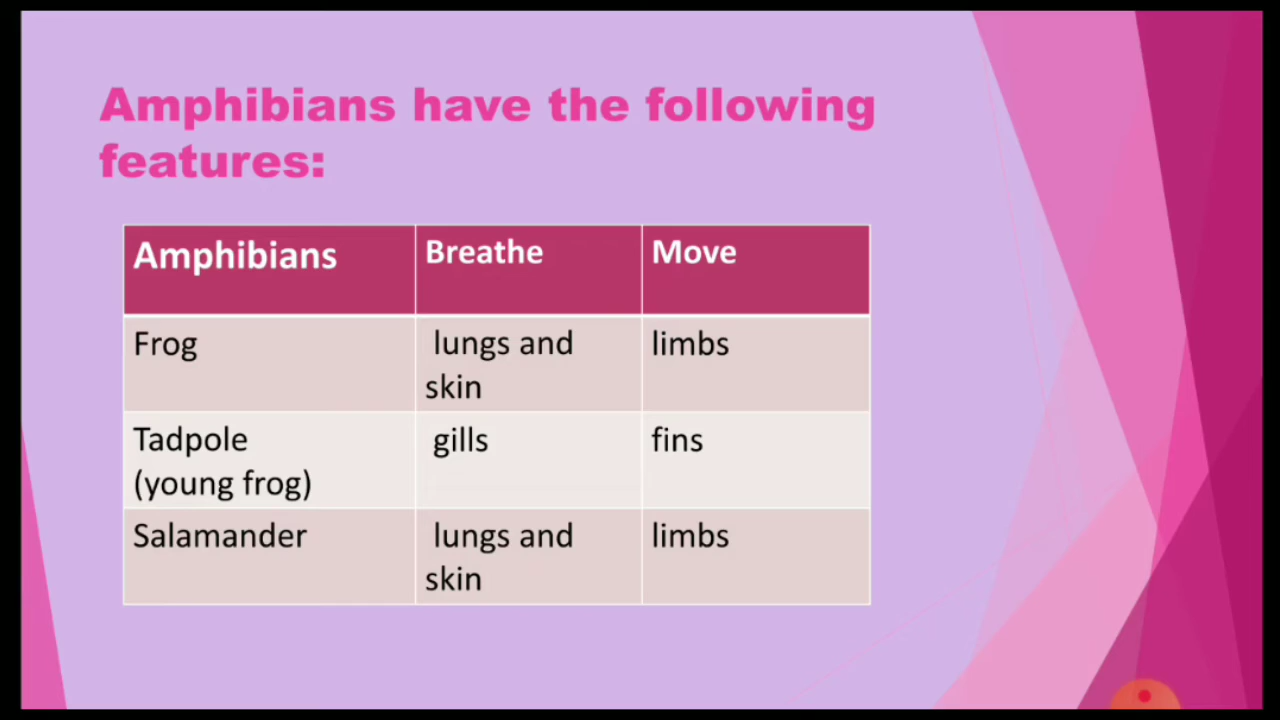 Amphibians have the following
features:
Amphibians Breathe Move
Frog lungs and skin limbs
Tadpole (young frog) gills fins
Salamander lungs and skin limbs